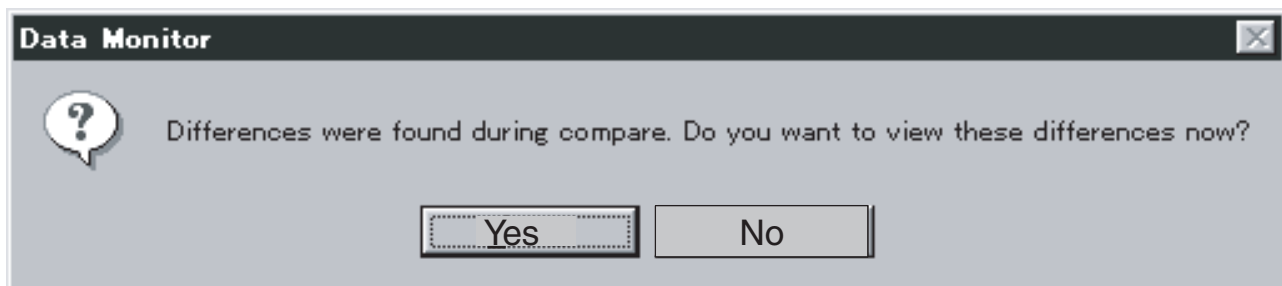 Data Monitor
Differences were found during compare. Do you want to view these differences now?
Yes No